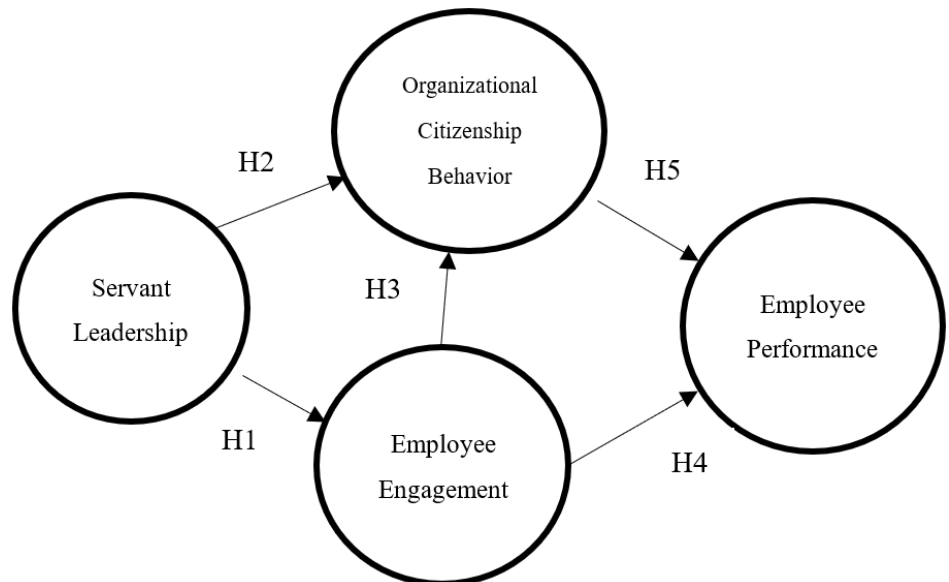 Organizational
Citizenship
Behavior
H2
H5
Servant
Leadership
H3
Employee
Performance
H1
Employee
Engagement
H4